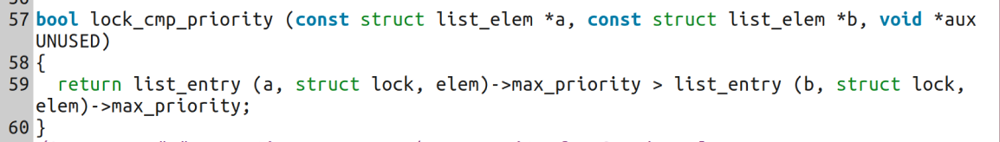 57 bool lock_cmp_priority (const struct list_elem *a, const struct list_elem *b, void *aux
UNUSED)
58 {
59   return list_entry (a, struct lock, elem)->max_priority > list_entry (b, struct lock,
elem)->max_priority;
60 }